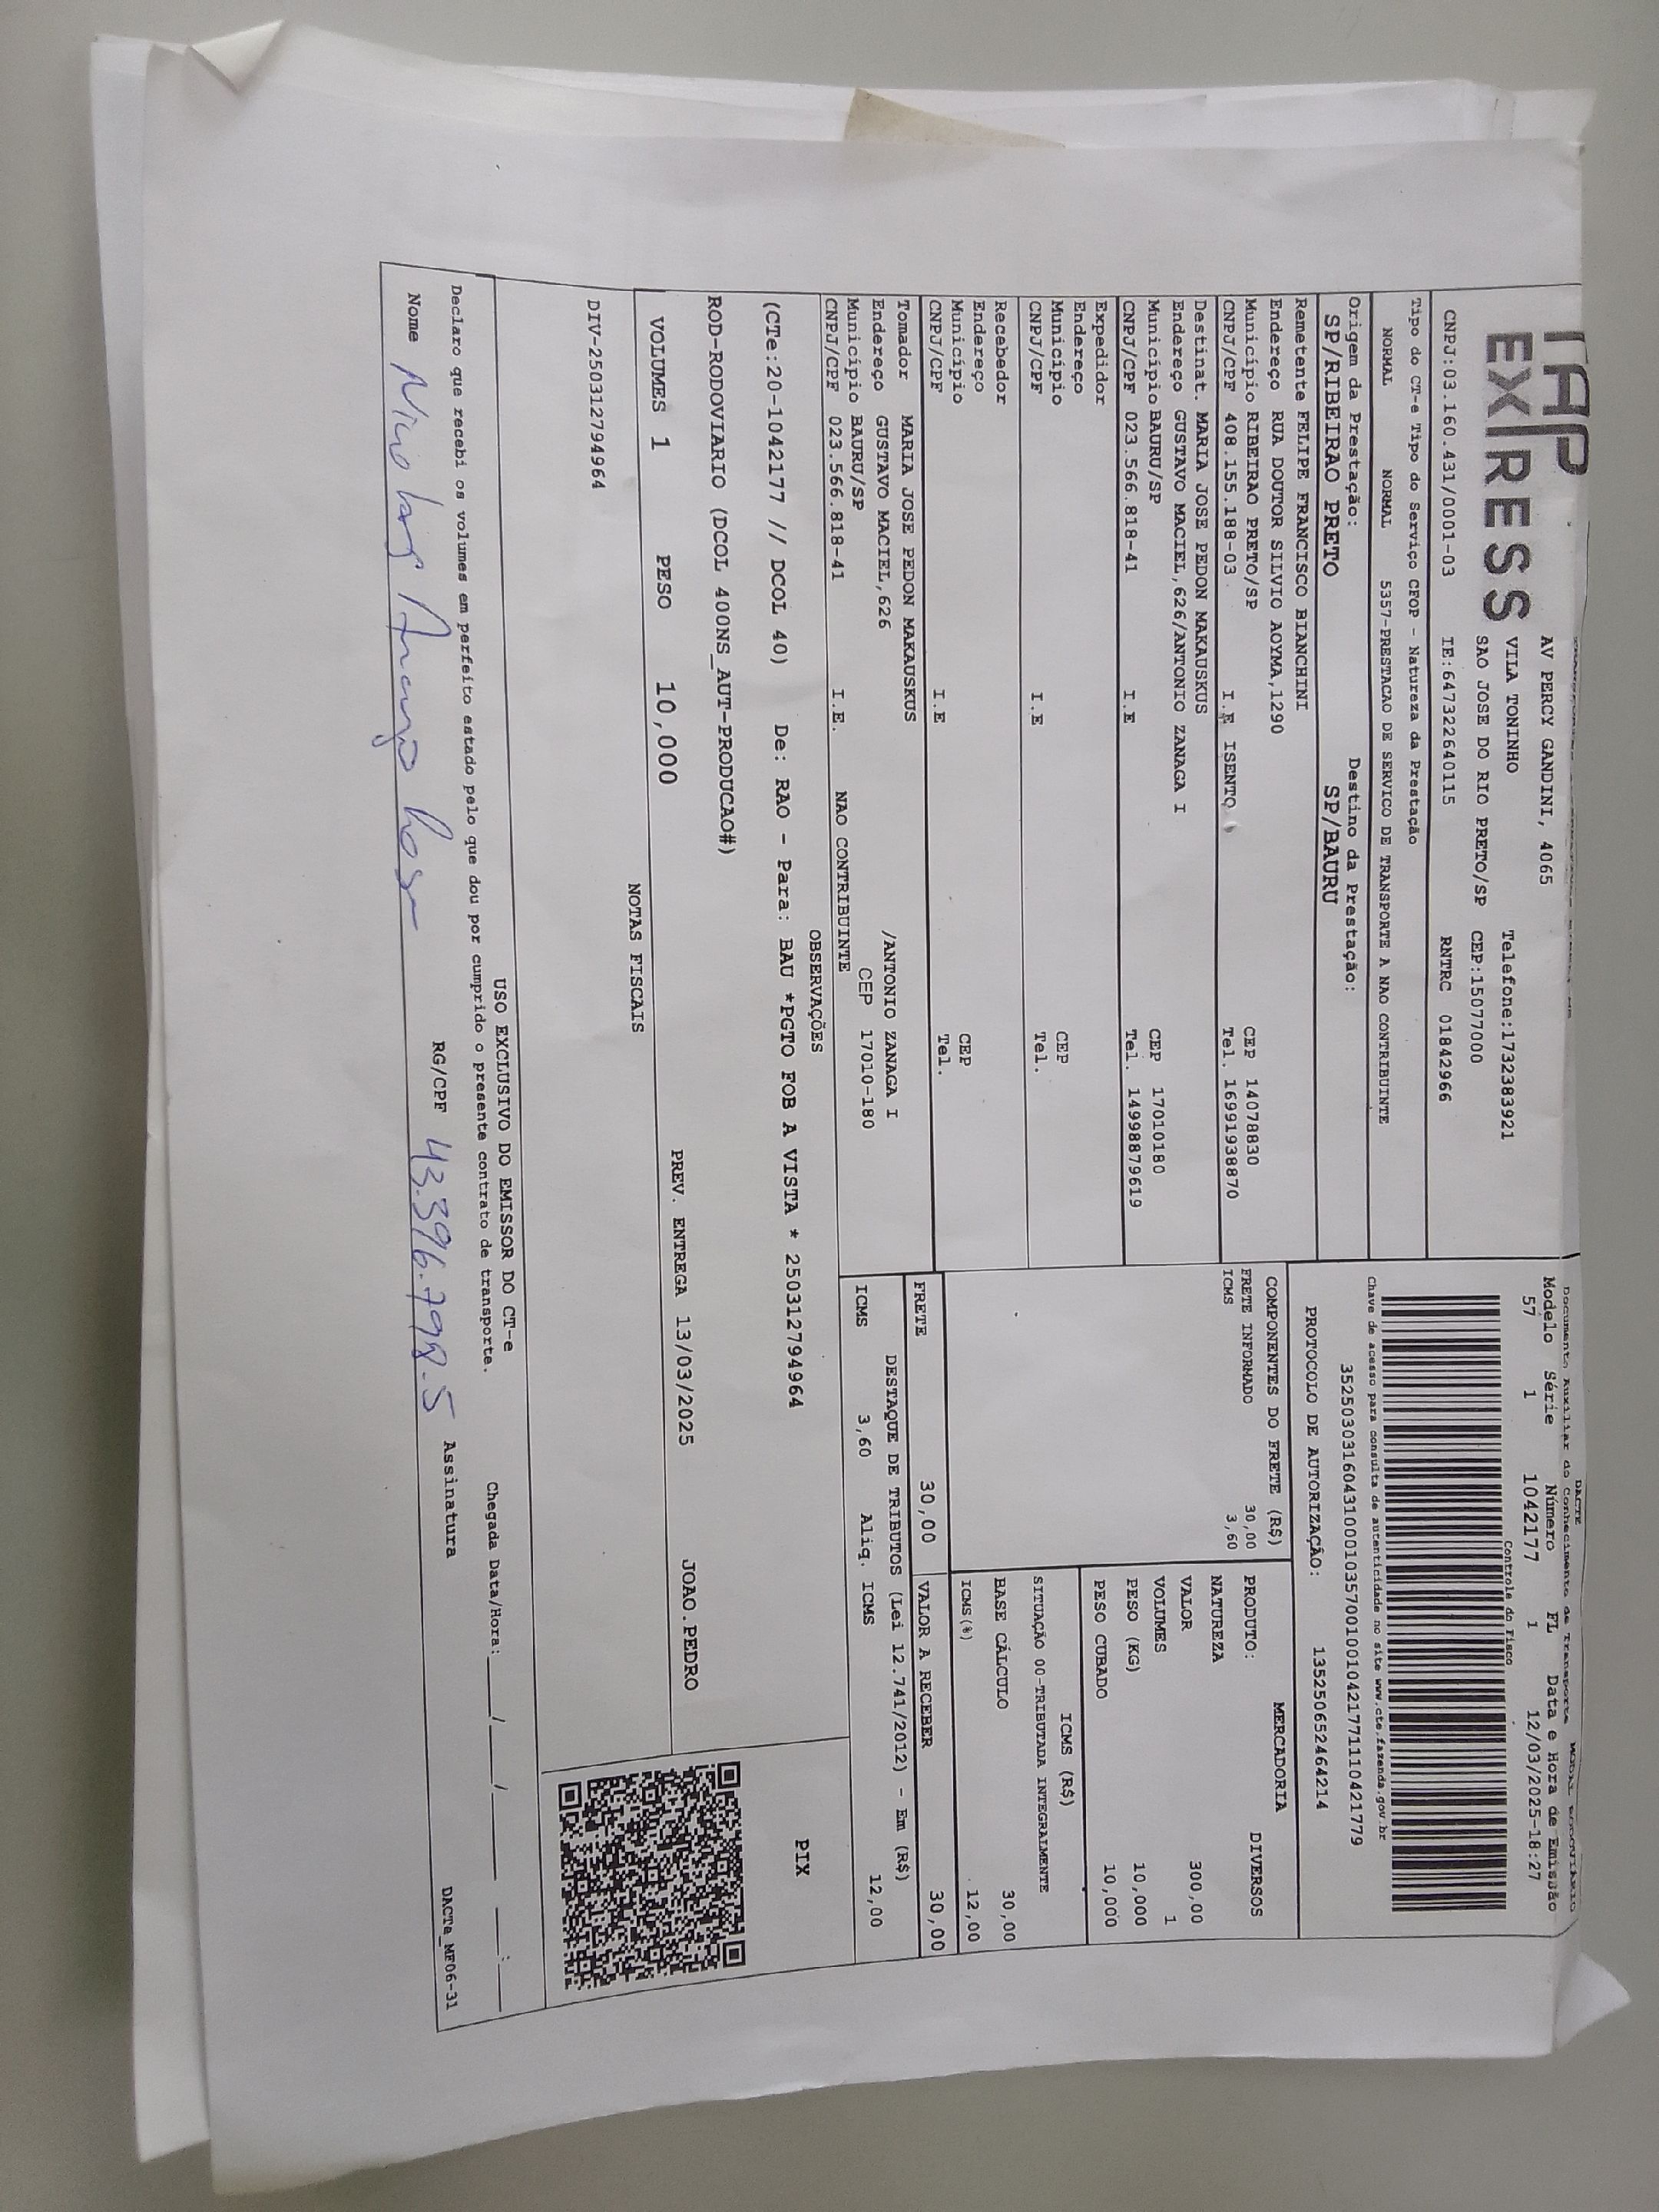 TAP
EXPRESS
AV PERCY GANDINI, 4065
VILA TONINHO Telefone:1732383921
SAO JOSE DO RIO PRETO/SP CEP:15077000
CNPJ:03.160.431/0001-03 IE:647322640115 RNTRC 01842966
DACTE
Documento Auxiliar do Conhecimento de Transporte
Modelo Série Número FL Data e Hora de Emissão
57 1 1042177 1 12/03/2025-18:27
Controle do Fisco
Chave de acesso para consulta de autenticidade no site www.cte.fazenda.gov.br
35250303160431000103570010010421771110421779
PROTOCOLO DE AUTORIZAÇÃO: 135250652464214
Tipo do CT-e Tipo do Serviço CFOP - Natureza da Prestação
NORMAL NORMAL 5357-PRESTACAO DE SERVICO DE TRANSPORTE A NAO CONTRIBUINTE
Origem da Prestação: Destino da Prestação:
SP/RIBEIRAO PRETO SP/BAURU
Remetente FELIPE FRANCISCO BIANCHINI
Endereço RUA DOUTOR SILVIO AOYMA,1290
Município RIBEIRAO PRETO/SP CEP 14078830
CNPJ/CPF 408.155.188-03 I.E ISENTO Tel. 16991938870
Destinat. MARIA JOSE PEDON MAKAUSKUS
Endereço GUSTAVO MACIEL,626/ANTONIO ZANAGA I
Município BAURU/SP CEP 17010180
CNPJ/CPF 023.566.818-41 I.E Tel. 14998879619
Expedidor
Endereço
Município CEP
CNPJ/CPF I.E Tel.
Recebedor
Endereço
Município CEP
CNPJ/CPF I.E Tel.
Tomador MARIA JOSE PEDON MAKAUSKUS
Endereço GUSTAVO MACIEL,626 /ANTONIO ZANAGA I
Município BAURU/SP CEP 17010-180
CNPJ/CPF 023.566.818-41 I.E. NAO CONTRIBUINTE
COMPONENTES DO FRETE (R$)
FRETE INFORMADO 30,00
ICMS 3,60
MERCADORIA
PRODUTO: DIVERSOS
NATUREZA
VALOR 300,00
VOLUMES 1
PESO (KG) 10,000
PESO CUBADO 10,000
ICMS (R$)
SITUAÇÃO 00-TRIBUTADA INTEGRALMENTE
BASE CÁLCULO 30,00
ICMS(%) 12,00
FRETE 30,00 VALOR A RECEBER 30,00
DESTAQUE DE TRIBUTOS (Lei 12.741/2012) - Em (R$)
ICMS 3,60 Aliq. ICMS 12,00
OBSERVAÇÕES
(CTe:20-1042177 // DCOL 40) De: RAO - Para: BAU *PGTO FOB A VISTA * 250312794964
ROD-RODOVIARIO (DCOL 400NS_AUT-PRODUCAO#)
PIX
VOLUMES 1 PESO 10,000 PREV. ENTREGA 13/03/2025 JOAO.PEDRO
NOTAS FISCAIS
DIV-250312794964
USO EXCLUSIVO DO EMISSOR DO CT-e
Declaro que recebi os volumes em perfeito estado pelo que dou por cumprido o presente contrato de transporte. Chegada Data/Hora: ___/___/____ ___:___
Nome RG/CPF 43.396.798.5 Assinatura
DACTe_MF06-31